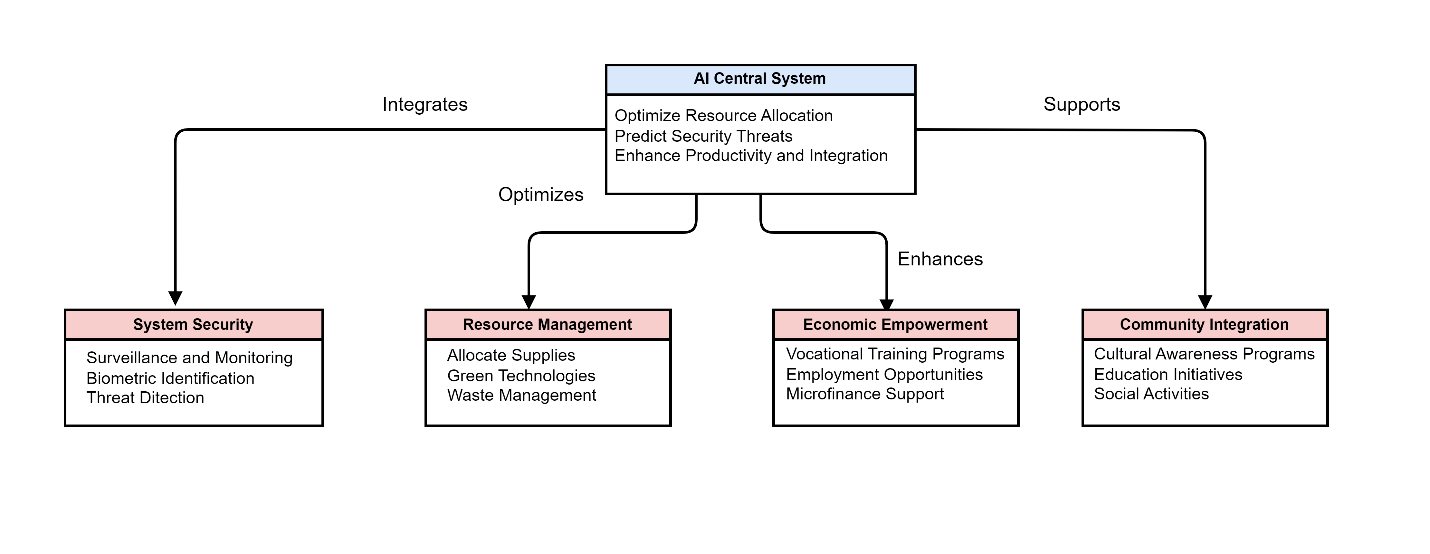 AI Central System
Optimize Resource Allocation
Predict Security Threats
Enhance Productivity and Integration
Integrates
Supports
Optimizes
Enhances
System Security
Surveillance and Monitoring
Biometric Identification
Threat Ditection
Resource Management
Allocate Supplies
Green Technologies
Waste Management
Economic Empowerment
Vocational Training Programs
Employment Opportunities
Microfinance Support
Community Integration
Cultural Awareness Programs
Education Initiatives
Social Activities